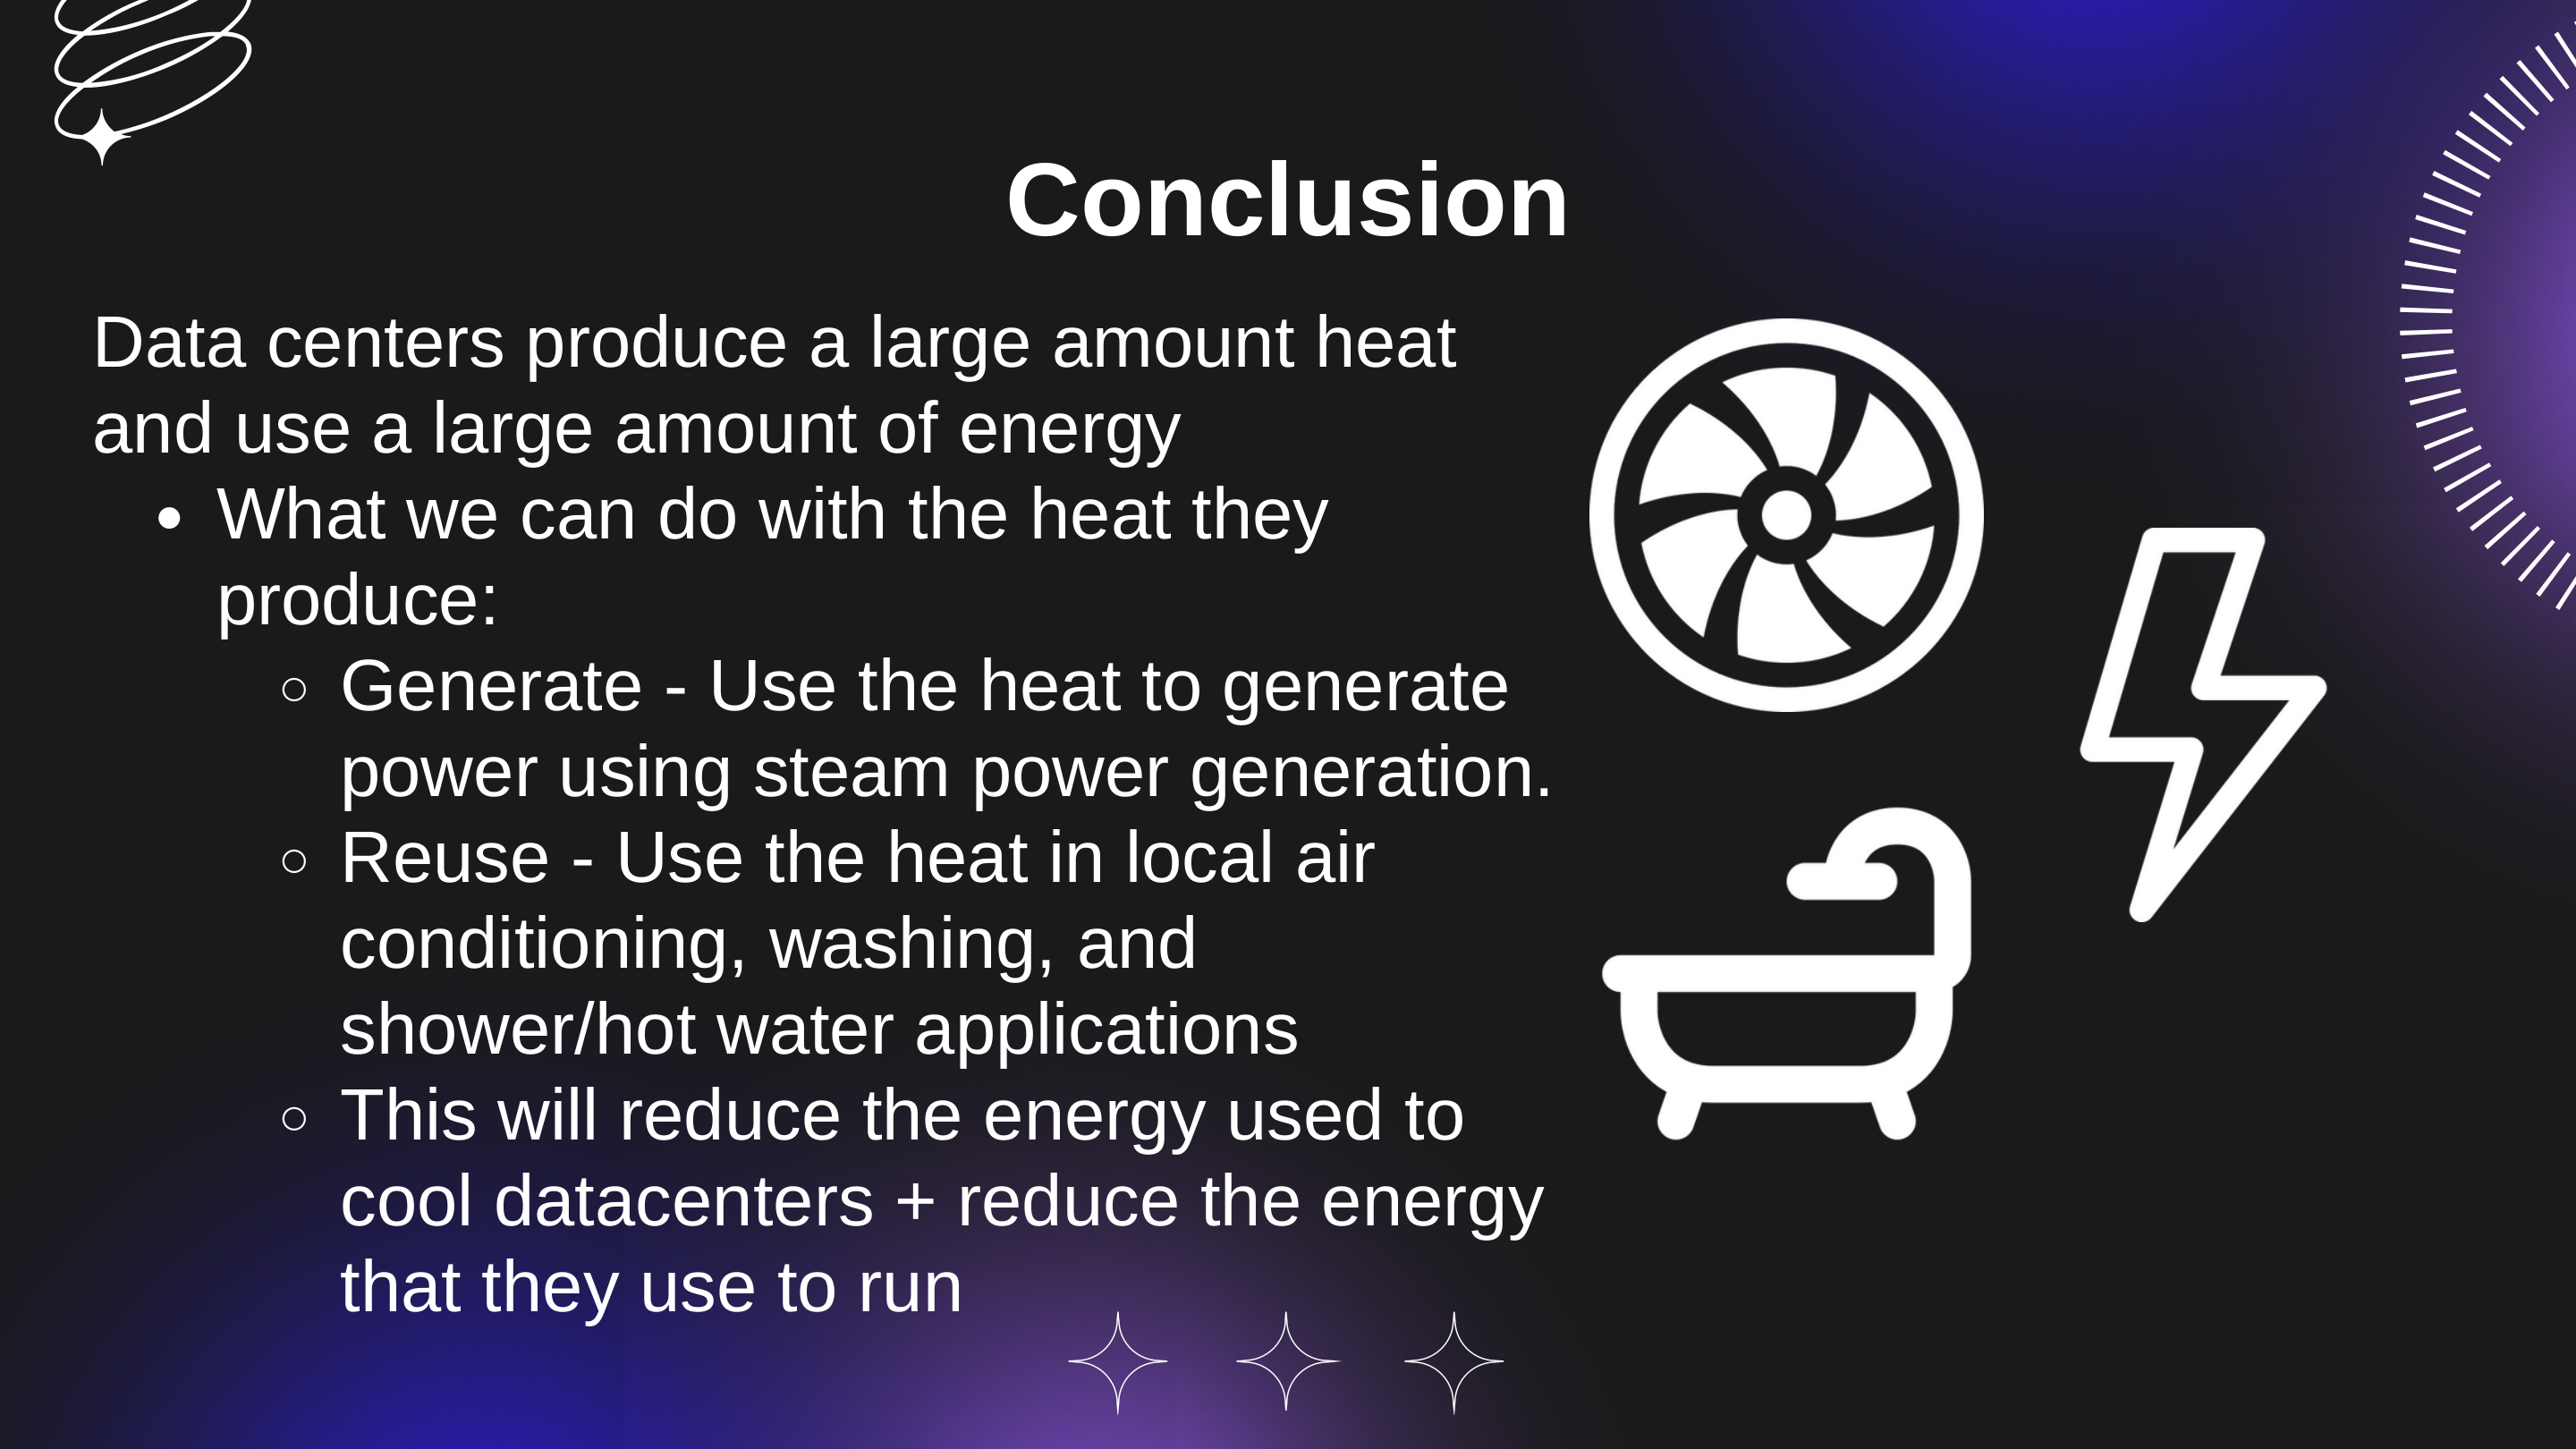 Conclusion
Data centers produce a large amount heat
and use a large amount of energy
• What we can do with the heat they
produce:
○ Generate - Use the heat to generate
power using steam power generation.
○ Reuse - Use the heat in local air
conditioning, washing, and
shower/hot water applications
○ This will reduce the energy used to
cool datacenters + reduce the energy
that they use to run